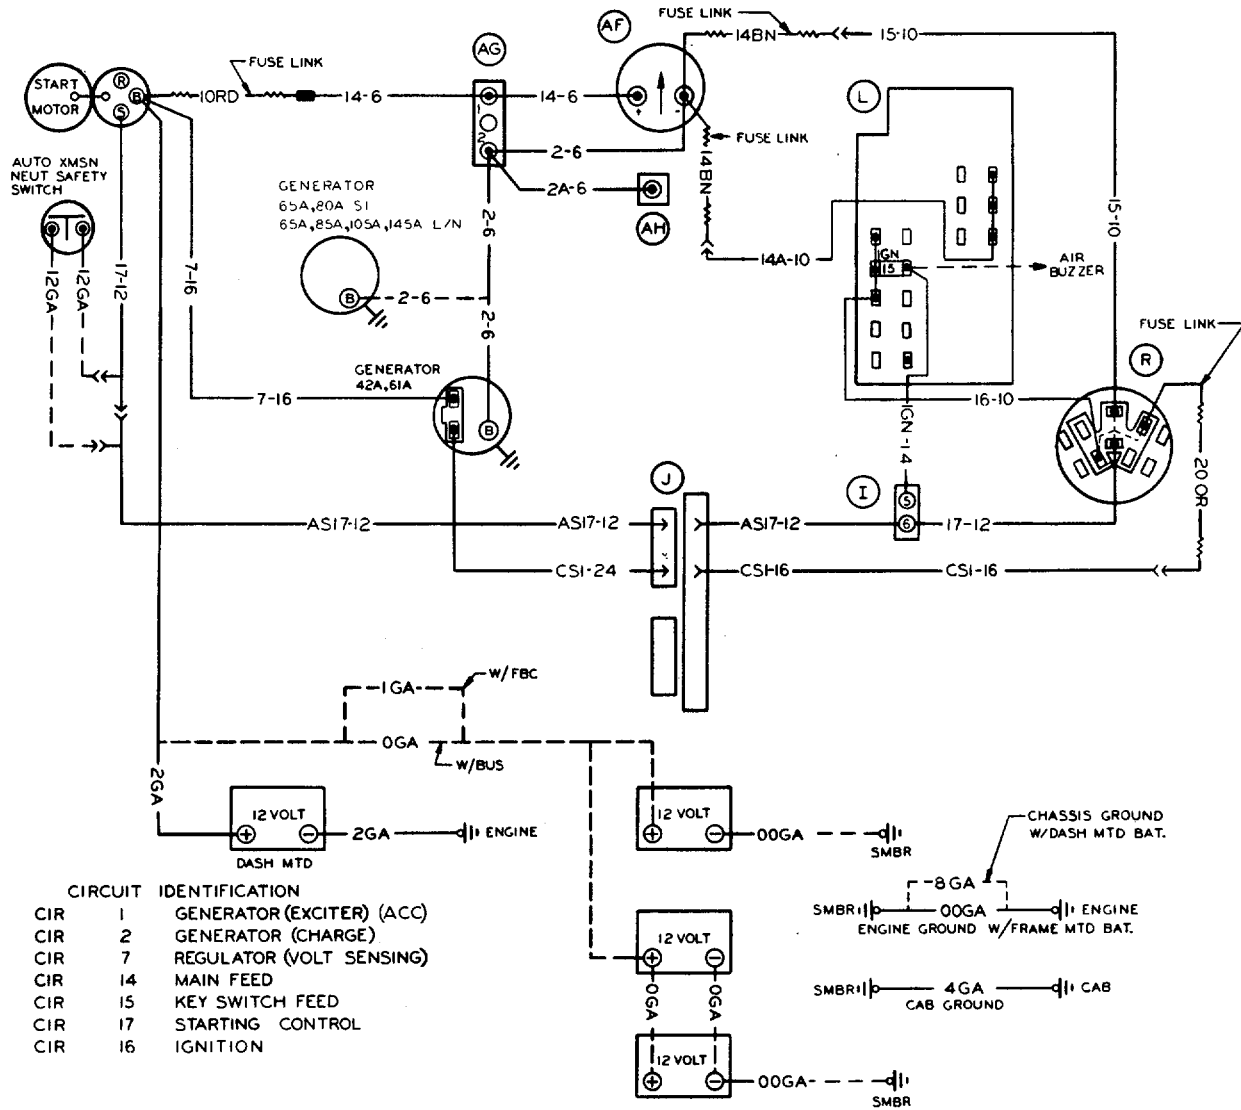 FUSE LINK
AF
AG
14BN
15-10
FUSE LINK
START
MOTOR
R
B
S
10RD
14-6
1
14-6
+
-
L
FUSE LINK
2
2-6
14BN
AUTO XMSN
NEUT SAFETY
SWITCH
GENERATOR
65A,80A SI
65A,85A,105A,145A L/N
2A-6
AH
2-6
15-10
12GA
12GA
17-12
7-16
14A-10
IGN
15
AIR
BUZZER
B
2-6
2-6
FUSE LINK
GENERATOR
42A,61A
R
7-16
16-10
B
IGN-14
20 OR
J
I
5
6
AS17-12
AS17-12
AS17-12
17-12
CS1-24
CS1-16
CS1-16
W/FBC
1GA
0GA
W/BUS
2GA
12 VOLT
+
-
2GA
ENGINE
DASH MTD
12 VOLT
+
-
00GA
SMBR
CHASSIS GROUND
W/DASH MTD BAT.
8GA
SMBR
00GA
ENGINE
ENGINE GROUND W/FRAME MTD BAT.
12 VOLT
+
-
0GA
0GA
SMBR
4GA
CAB
CAB GROUND
12 VOLT
+
-
00GA
SMBR
CIRCUIT IDENTIFICATION
CIR 1 GENERATOR (EXCITER) (ACC)
CIR 2 GENERATOR (CHARGE)
CIR 7 REGULATOR (VOLT SENSING)
CIR 14 MAIN FEED
CIR 15 KEY SWITCH FEED
CIR 17 STARTING CONTROL
CIR 16 IGNITION